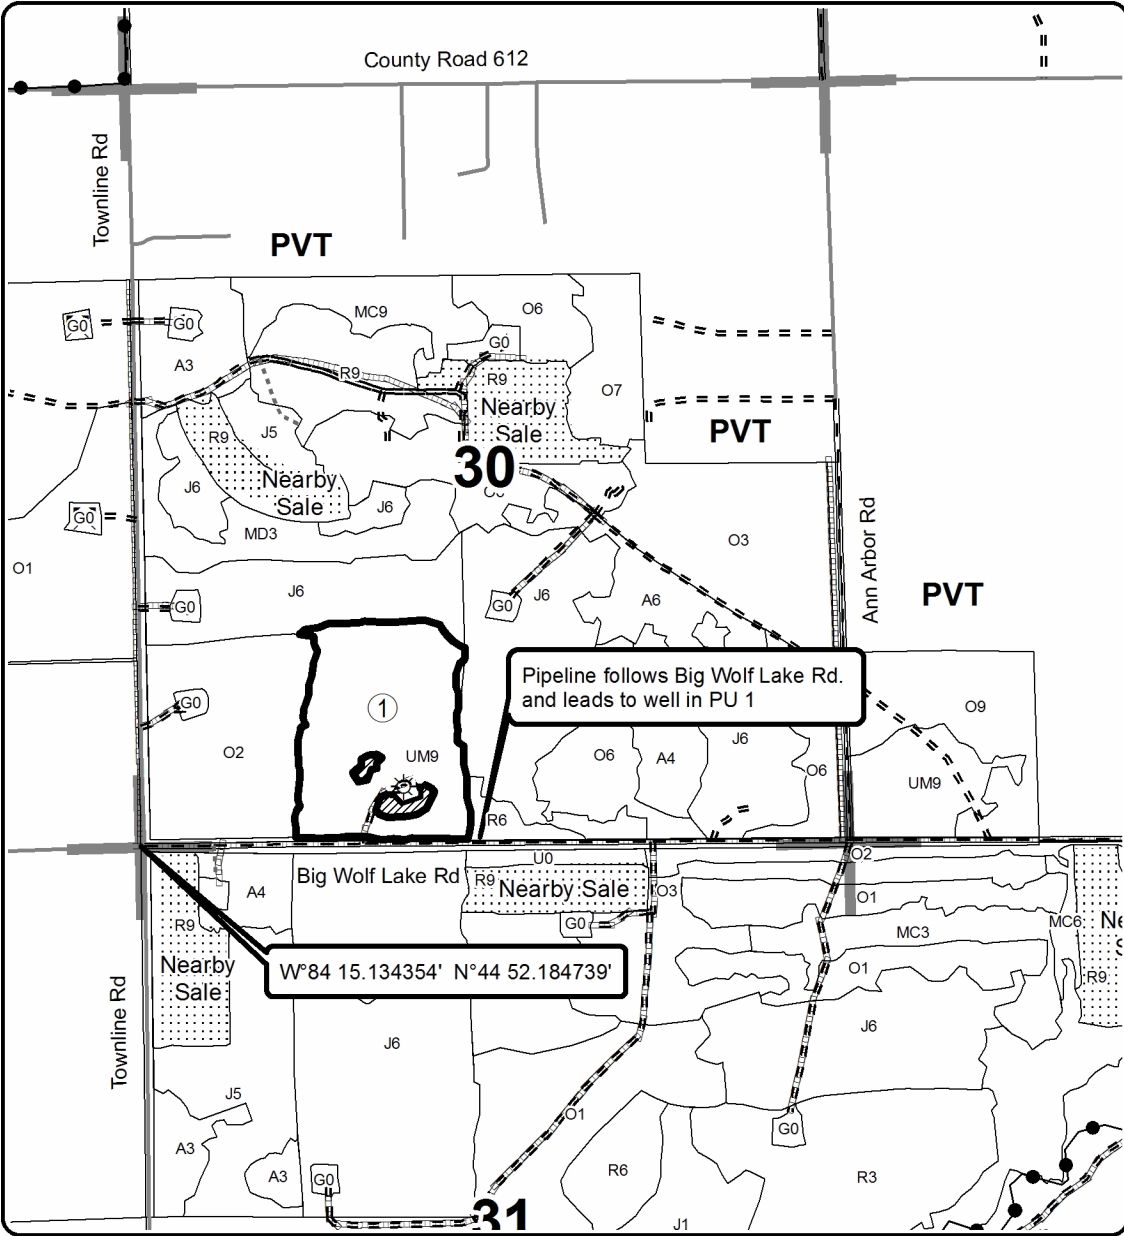 County Road 612
Townline Rd
PVT
MC9
O6
G0
G0
G0
A3
R9
R9
O7
Nearby
Sale
PVT
R9
J5
30
Nearby
Sale
J6
J6
G0
MD3
Ann Arbor Rd
O3
O1
J6
J6
A6
PVT
G0
G0
Pipeline follows Big Wolf Lake Rd.
and leads to well in PU 1
G0
1
O9
O2
UM9
O6
A4
J6
O6
UM9
R6
U0
O2
Big Wolf Lake Rd
A4
R9
Nearby Sale
O3
O1
R9
G0
MC3
MC6
Ne
S
Nearby
Sale
W°84 15.134354' N°44 52.184739'
O1
R9
Townline Rd
J6
J6
J5
O1
G0
A3
A3
G0
R6
R3
31
J1